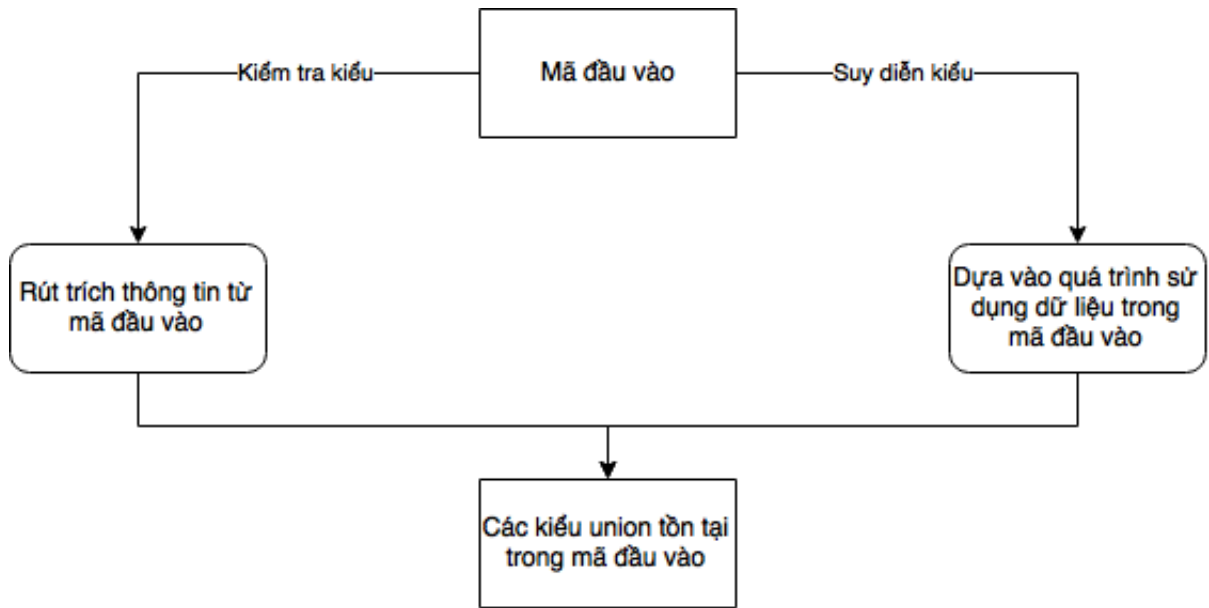 Kiểm tra kiểu
Mã đầu vào
Suy diễn kiểu
Rút trích thông tin từ
mã đầu vào
Dựa vào quá trình sử
dụng dữ liệu trong
mã đầu vào
Các kiểu union tồn tại
trong mã đầu vào